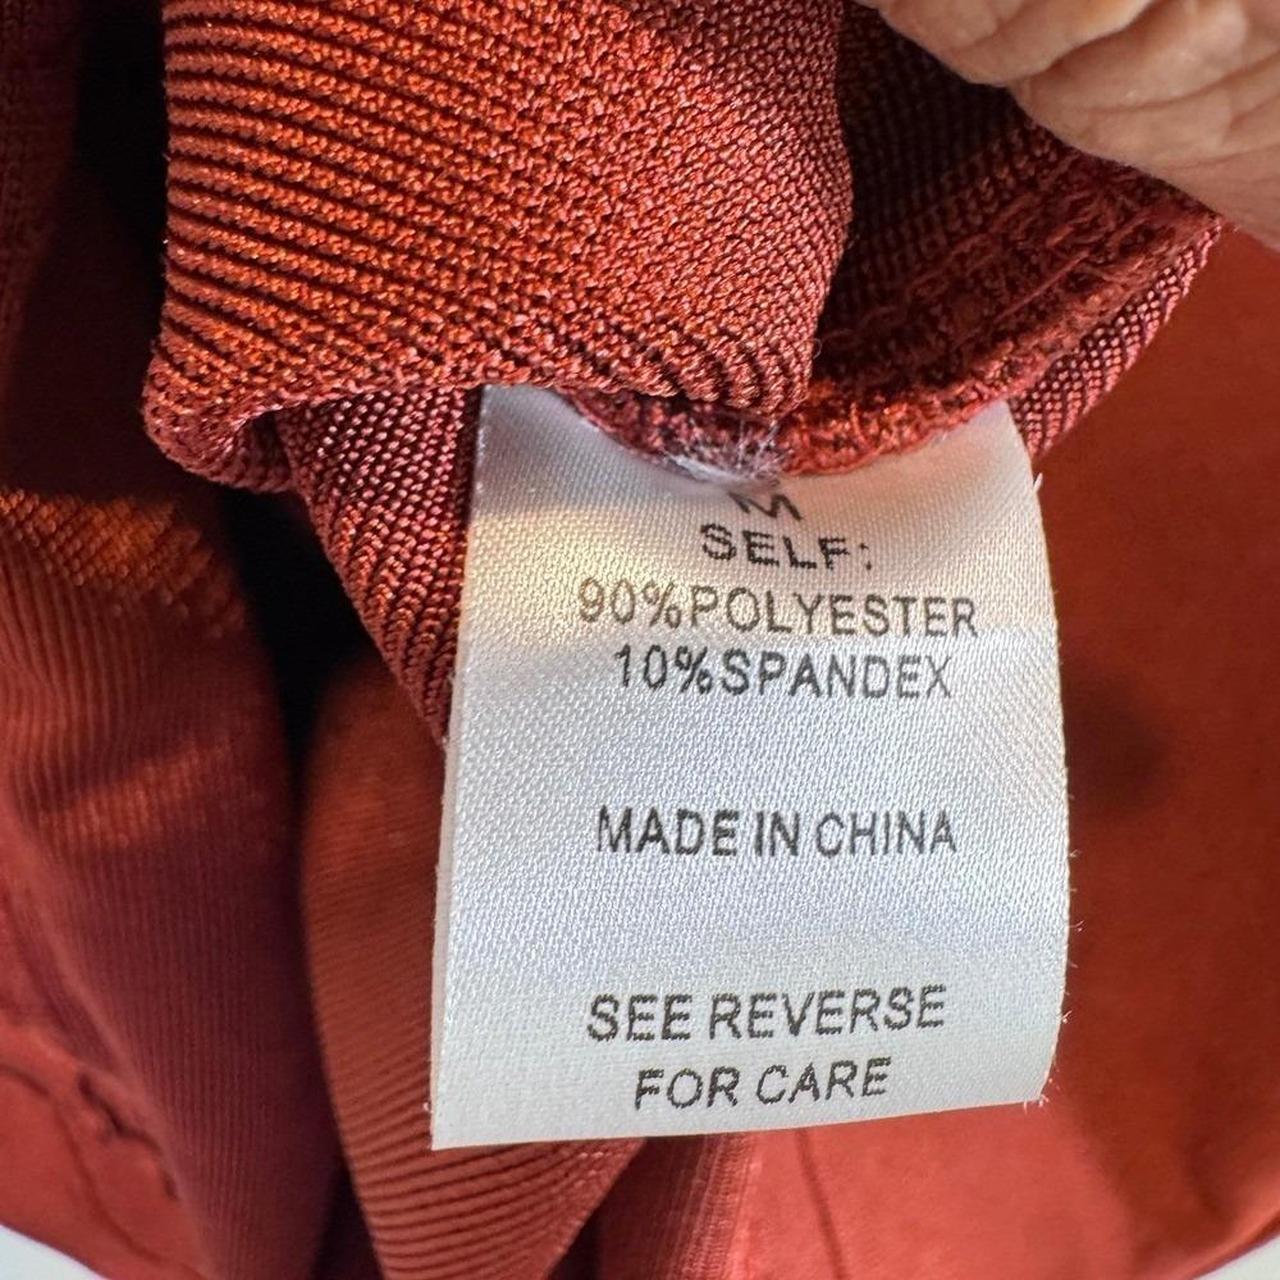 M
SELF:
90%POLYESTER
10%SPANDEX
MADE IN CHINA
SEE REVERSE
FOR CARE